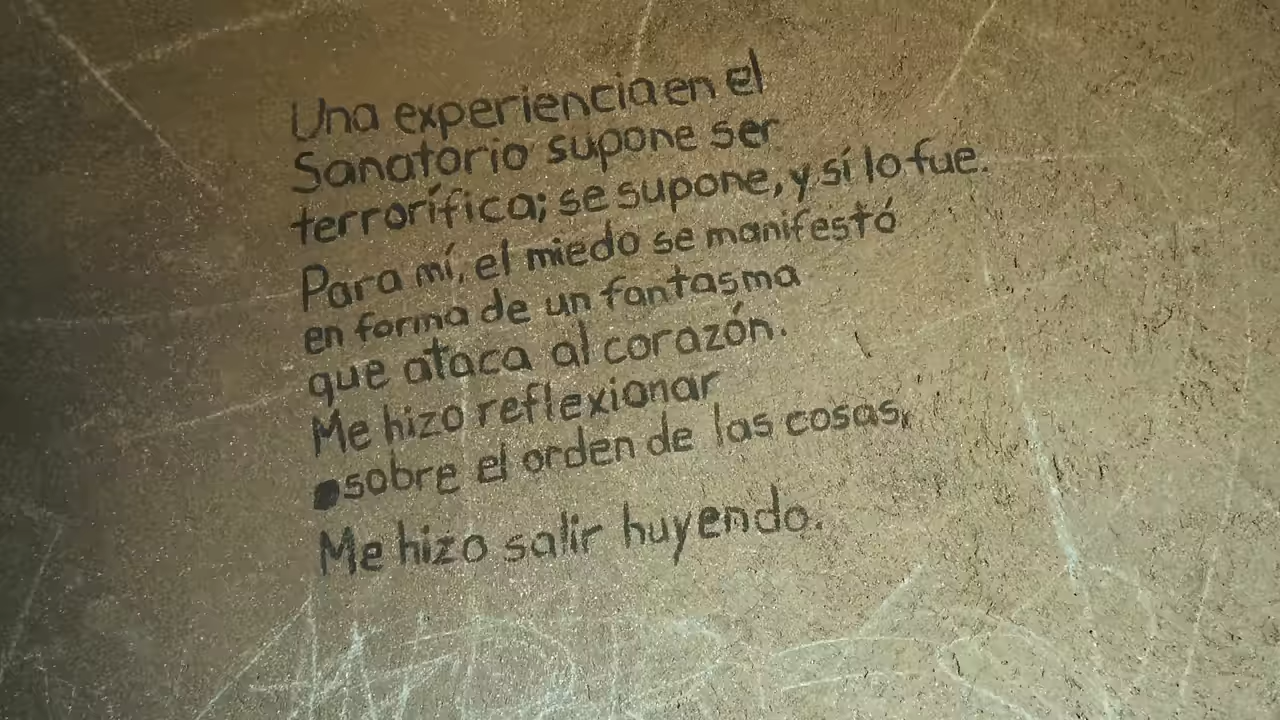 Una experiencia en el
Sanatorio supone ser
terrorífica; se supone, y sí lo fue.
Para mí, el miedo se manifestó
en forma de un fantasma
que ataca al corazón.
Me hizo reflexionar
sobre el orden de las cosas,
Me hizo salir huyendo.